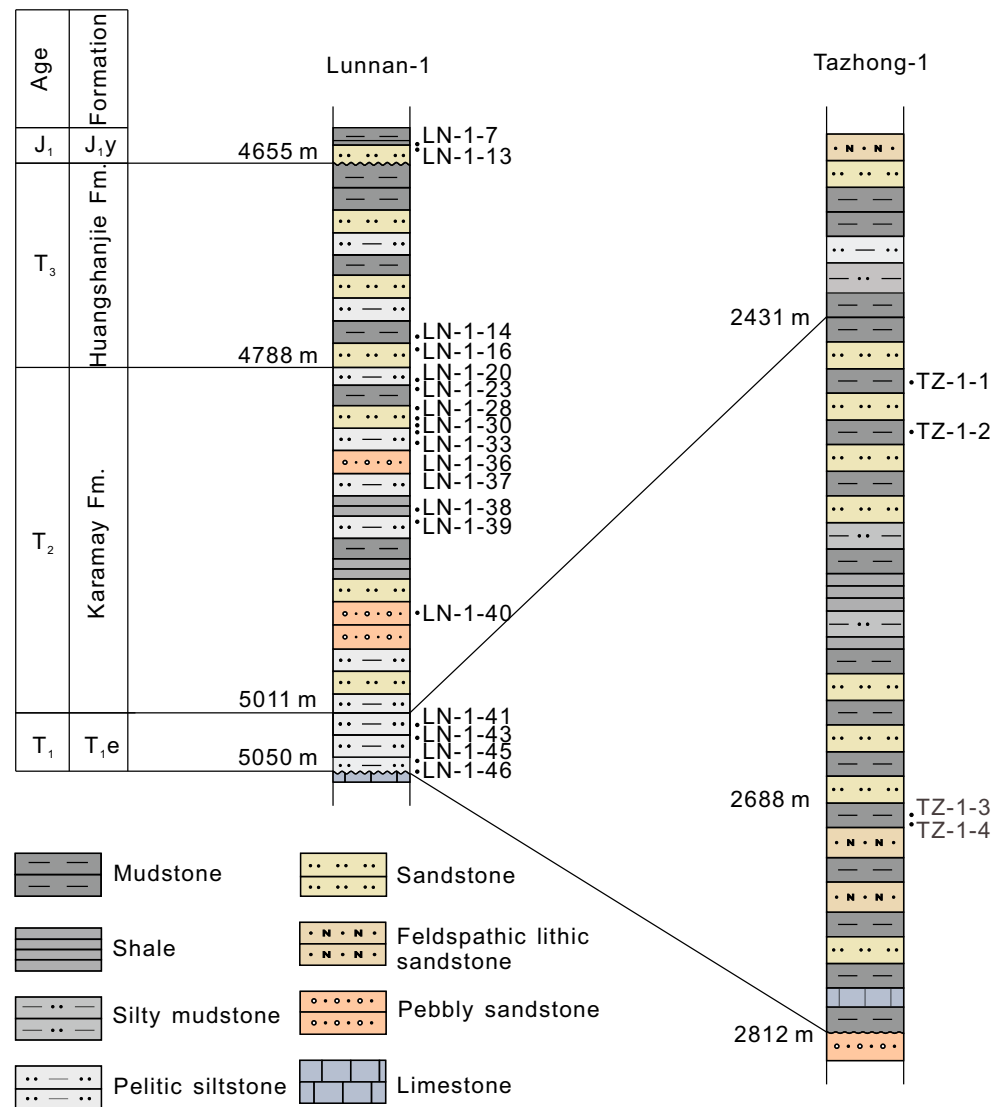 Age
Formation
Lunnan-1
Tazhong-1
J₁
J₁y
T₃
Huangshanjie Fm.
T₂
Karamay Fm.
T₁
T₁e
4655 m
4788 m
5011 m
5050 m
LN-1-7
LN-1-13
LN-1-14
LN-1-16
LN-1-20
LN-1-23
LN-1-28
LN-1-30
LN-1-33
LN-1-36
LN-1-37
LN-1-38
LN-1-39
LN-1-40
LN-1-41
LN-1-43
LN-1-45
LN-1-46
2431 m
2688 m
2812 m
TZ-1-1
TZ-1-2
TZ-1-3
TZ-1-4
Mudstone
Shale
Silty mudstone
Pelitic siltstone
Sandstone
Feldspathic lithic
sandstone
Pebbly sandstone
Limestone